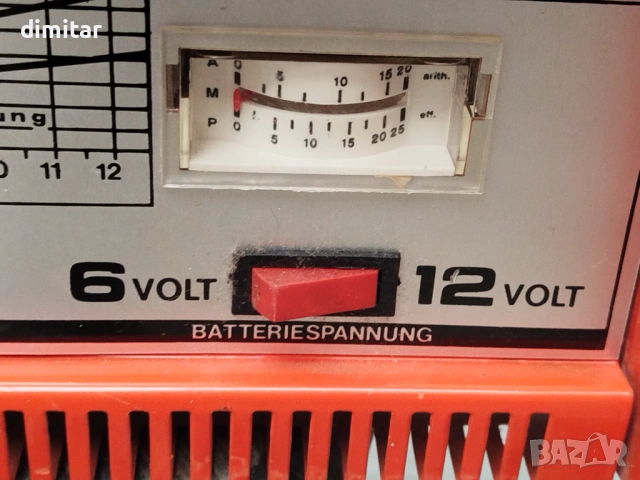 dimitar
A 0 5 10 15 20 arith.
M
P 0 5 10 15 20 25 eff.
ung
0 11 12
6 VOLT 12 VOLT
BATTERIESPANNUNG
BAZAR